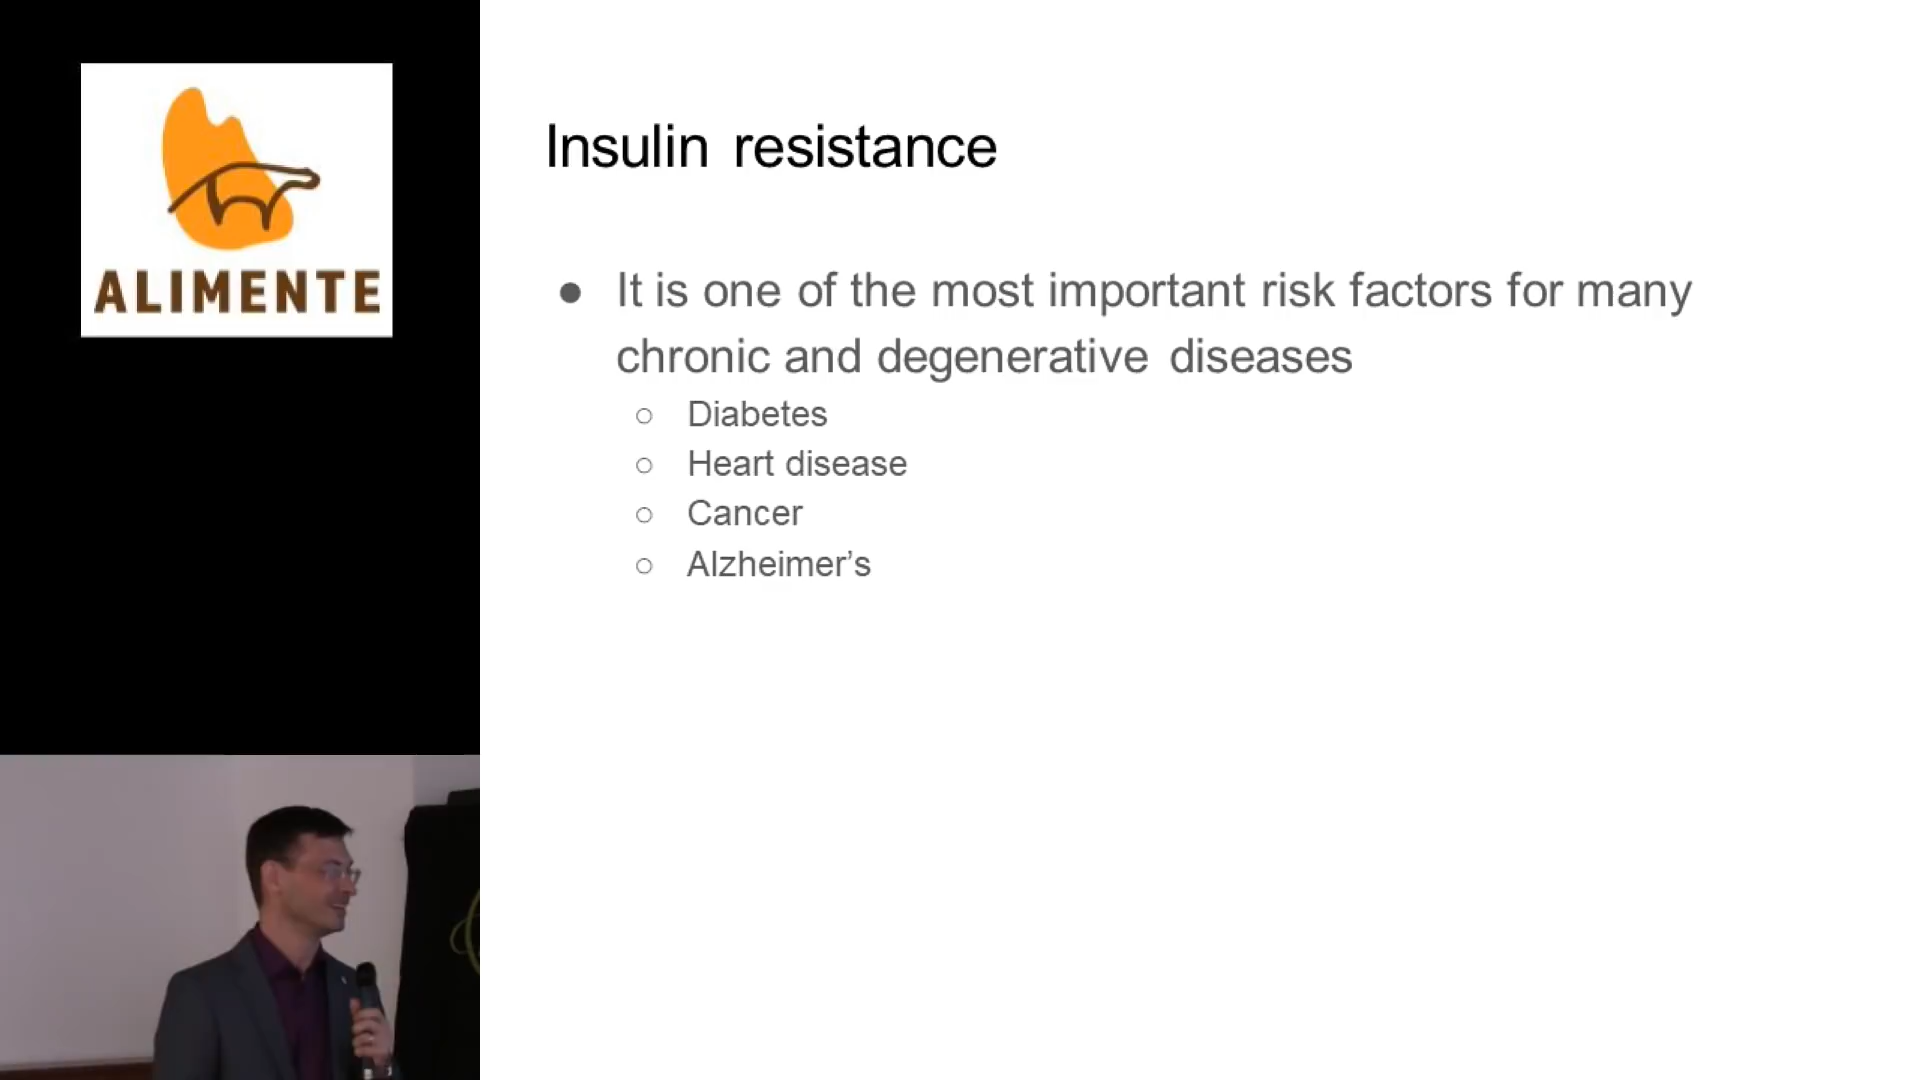 ALIMENTE
Insulin resistance
● It is one of the most important risk factors for many
chronic and degenerative diseases
○ Diabetes
○ Heart disease
○ Cancer
○ Alzheimer’s